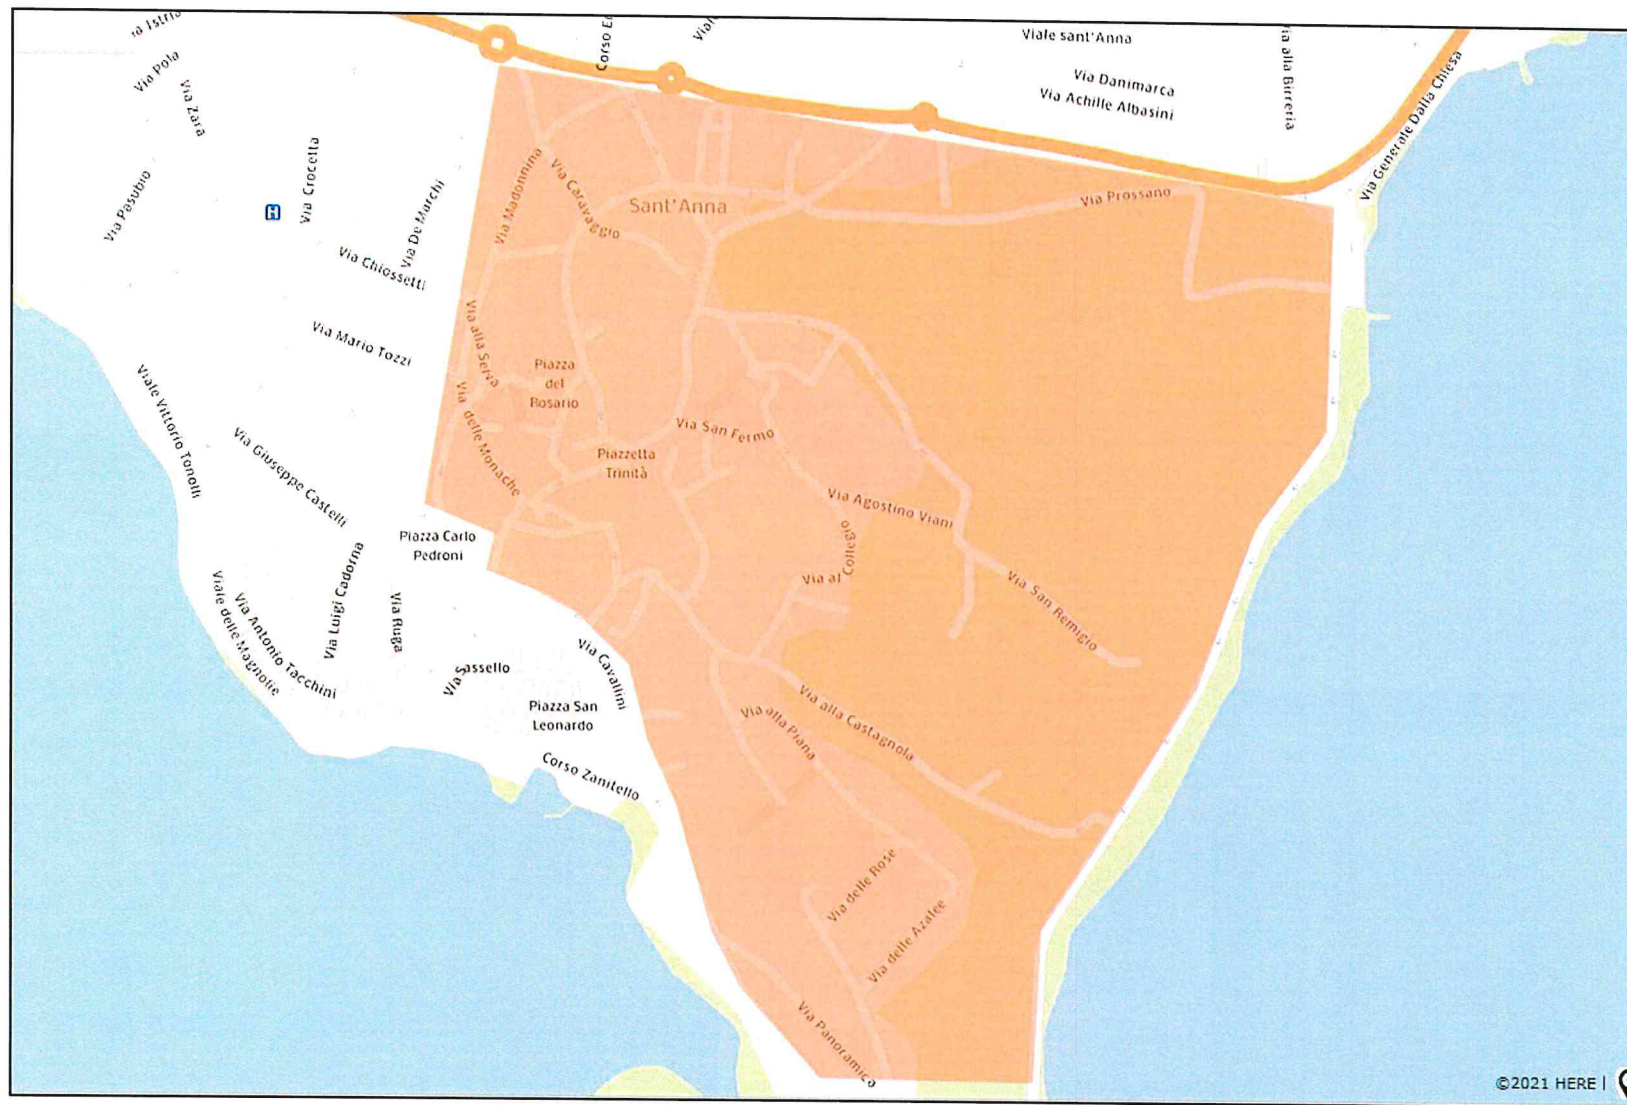 Via Pola
Via Zara
Via Pasubio
Via Crocetta
Via De Marchi
Via Chiossetti
Via Mario Tozzi
H
Viale Sant'Anna
Via Danimarca
Via Achille Albasini
Via alla Birreria
Via Generale Dalla Chiesa
Via Madonnina
Via Caravaggio
Sant'Anna
Via Prossano
Via alla Selva
Piazza
del
Rosario
Via delle Monache
Via San Fermo
Piazzetta
Trinità
Viale Vittorio Tonolli
Via Giuseppe Castelli
Piazza Carlo
Pedroni
Via Agostino Viani
Via al Collegio
Via San Remigio
Via Luigi Cadorna
Via Ruga
Viale delle Magnolie
Via Antonio Tacchini
Via Sassello
Via Cavallini
Piazza San
Leonardo
Corso Zanitello
Via alla Piana
Via alla Castagnola
Via delle Rose
Via delle Azalee
Via Panoramica
©2021 HERE |